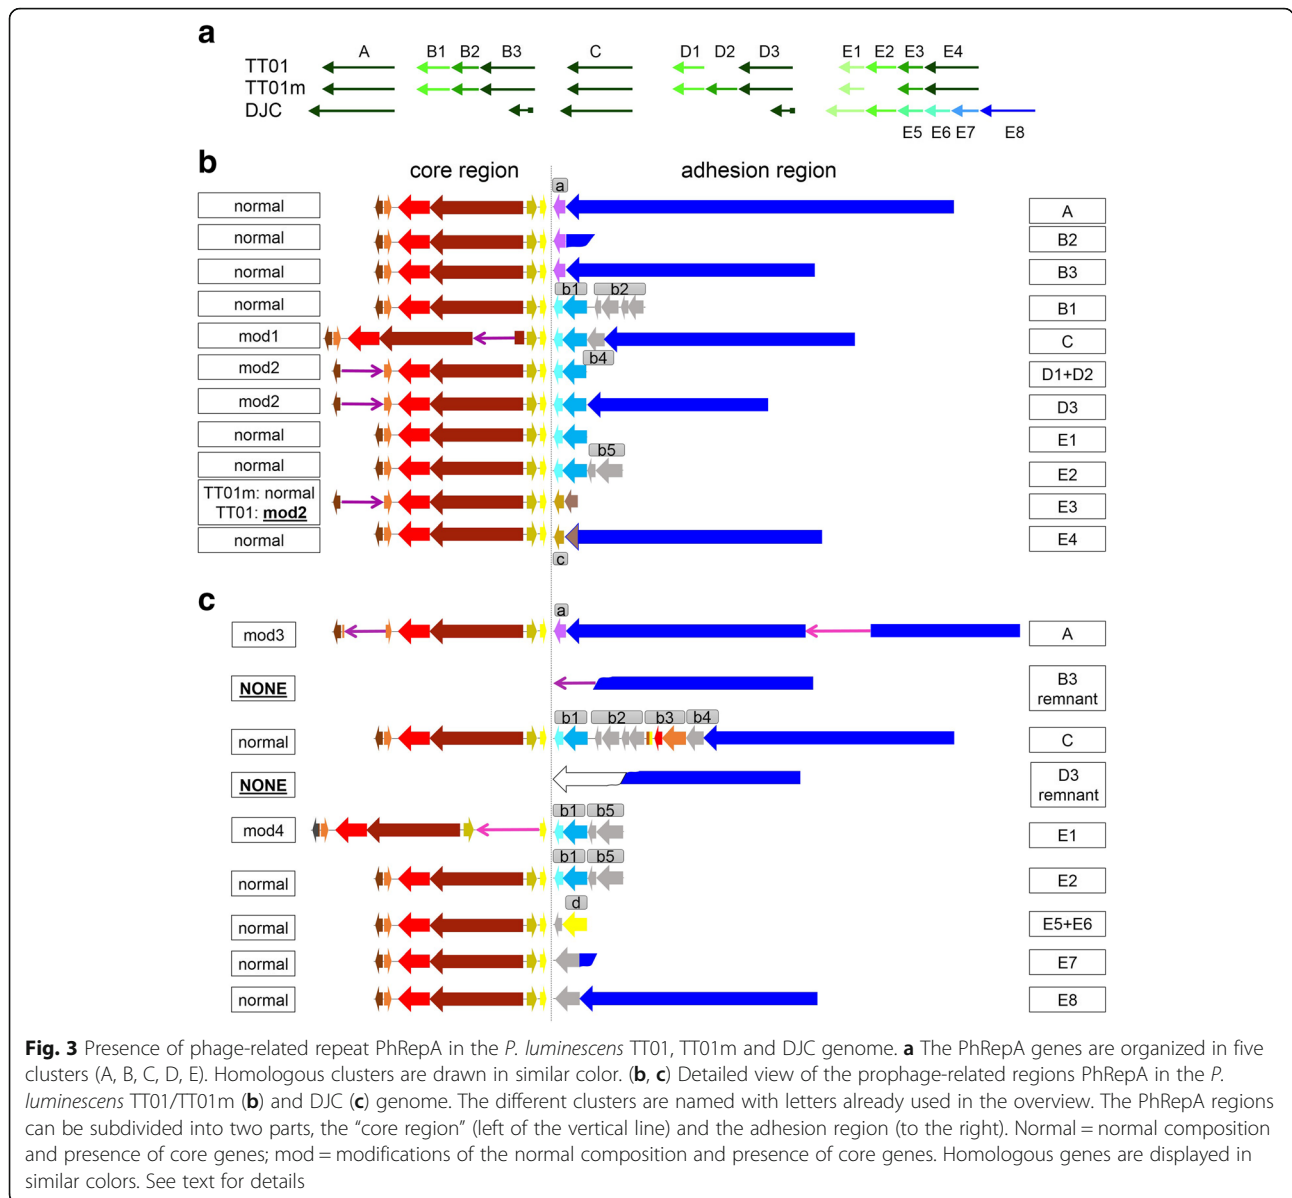 a
A B1 B2 B3 C D1 D2 D3 E1 E2 E3 E4
TT01
TT01m
DJC
E5 E6 E7 E8
b
core region adhesion region
a
normal A
normal B2
normal B3
b1 b2
normal B1
mod1 C
b4
mod2 D1+D2
mod2 D3
normal E1
b5
normal E2
TT01m: normal
TT01: mod2 E3
normal E4
c
c
a
mod3 A
NONE B3
remnant
b1 b2 b3 b4
normal C
NONE D3
remnant
b1 b5
mod4 E1
b1 b5
normal E2
d
normal E5+E6
normal E7
normal E8
Fig. 3 Presence of phage-related repeat PhRepA in the P. luminescens TT01, TT01m and DJC genome. a The PhRepA genes are organized in five
clusters (A, B, C, D, E). Homologous clusters are drawn in similar color. (b, c) Detailed view of the prophage-related regions PhRepA in the P.
luminescens TT01/TT01m (b) and DJC (c) genome. The different clusters are named with letters already used in the overview. The PhRepA regions
can be subdivided into two parts, the “core region” (left of the vertical line) and the adhesion region (to the right). Normal = normal composition
and presence of core genes; mod = modifications of the normal composition and presence of core genes. Homologous genes are displayed in
similar colors. See text for details